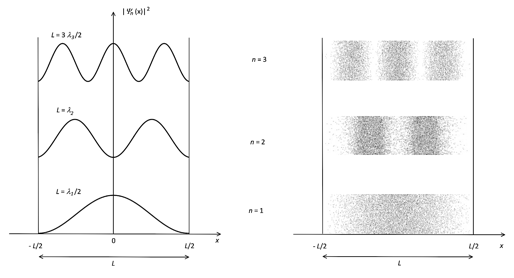 |Ψn(x)|²
L = 3 λ3/2
L = λ2
L = λ1/2
- L/2
0
L/2
x
L
n = 3
n = 2
n = 1
- L/2
L/2
x
L